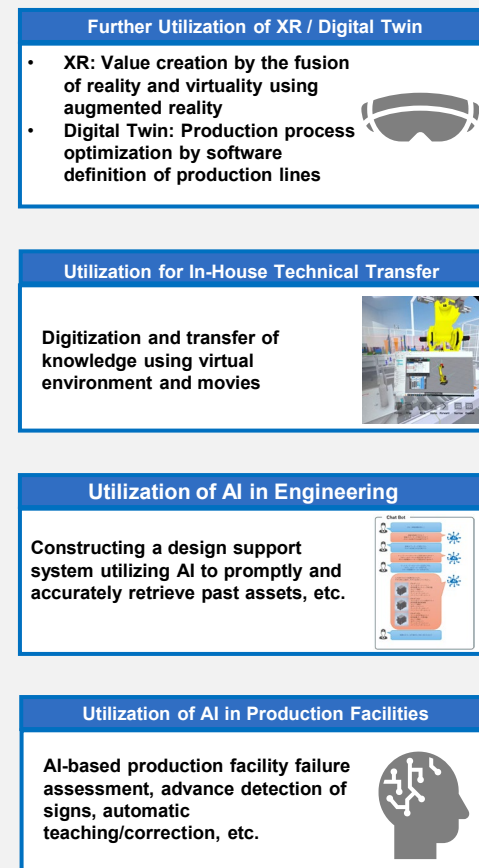 Further Utilization of XR / Digital Twin
• XR: Value creation by the fusion
of reality and virtuality using
augmented reality
• Digital Twin: Production process
optimization by software
definition of production lines
Utilization for In-House Technical Transfer
Digitization and transfer of
knowledge using virtual
environment and movies
Utilization of AI in Engineering
Constructing a design support
system utilizing AI to promptly and
accurately retrieve past assets, etc.
Chat Bot
Utilization of AI in Production Facilities
AI-based production facility failure
assessment, advance detection of
signs, automatic
teaching/correction, etc.